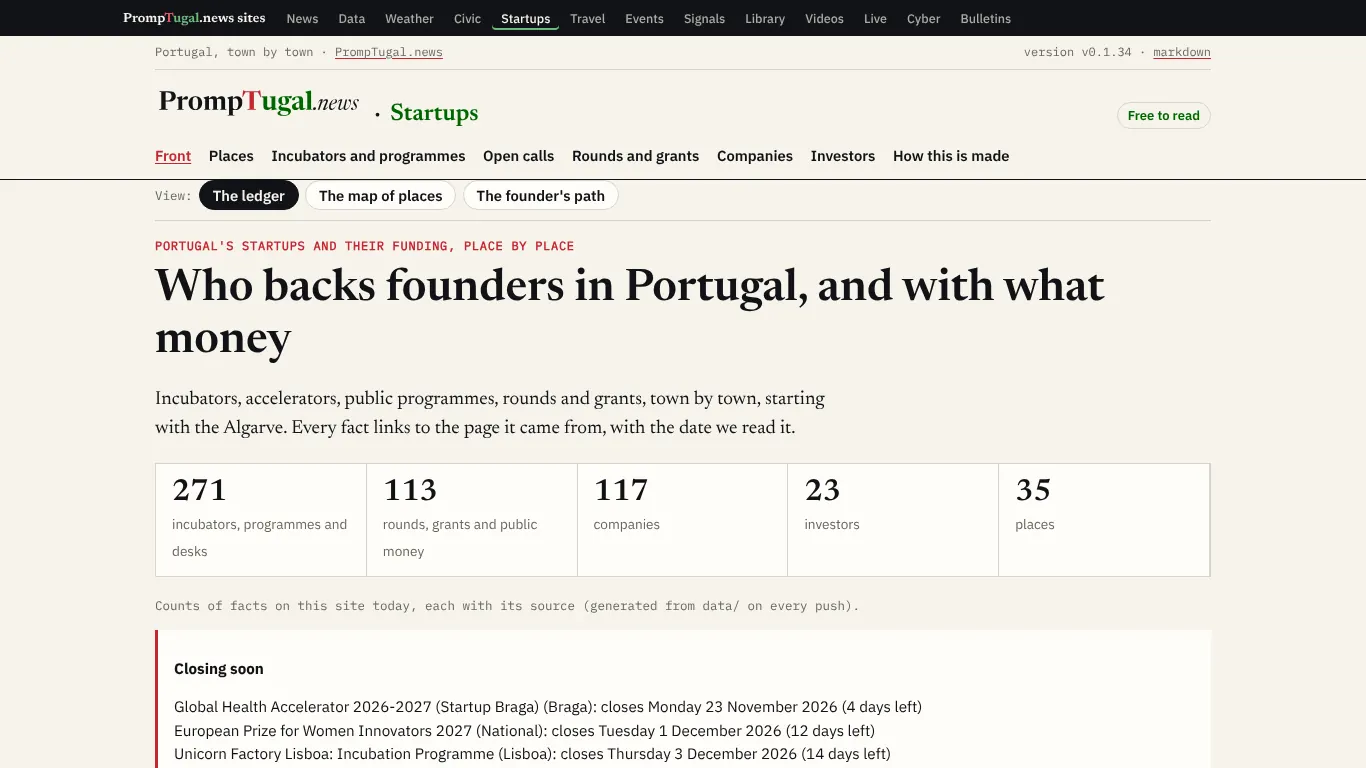 PrompTugal.news sites News Data Weather Civic Startups Travel Events Signals Library Videos Live Cyber Bulletins
Portugal, town by town · PrompTugal.news version v0.1.34 · markdown
PrompTugal.news · Startups
Free to read
Front Places Incubators and programmes Open calls Rounds and grants Companies Investors How this is made
View: The ledger The map of places The founder's path
PORTUGAL'S STARTUPS AND THEIR FUNDING, PLACE BY PLACE
Who backs founders in Portugal, and with what
money
Incubators, accelerators, public programmes, rounds and grants, town by town, starting
with the Algarve. Every fact links to the page it came from, with the date we read it.
271
incubators, programmes and
desks
113
rounds, grants and public
money
117
companies
23
investors
35
places
Counts of facts on this site today, each with its source (generated from data/ on every push).
Closing soon
Global Health Accelerator 2026-2027 (Startup Braga) (Braga): closes Monday 23 November 2026 (4 days left)
European Prize for Women Innovators 2027 (National): closes Tuesday 1 December 2026 (12 days left)
Unicorn Factory Lisboa: Incubation Programme (Lisboa): closes Thursday 3 December 2026 (14 days left)